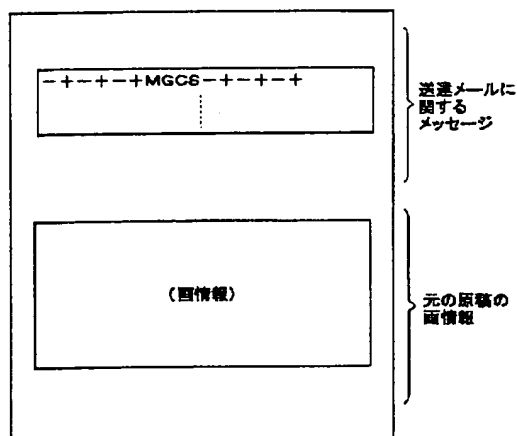 -+-+-+MGCS-+-+-+
送達メールに
関する
メッセージ
(画情報)
元の原稿の
画情報